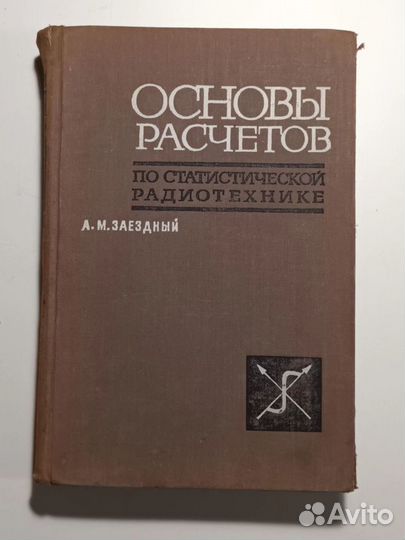 ОСНОВЫ
РАСЧЕТОВ
ПО СТАТИСТИЧЕСКОЙ
РАДИОТЕХНИКЕ
А.М.ЗАЕЗДНЫЙ
Avito